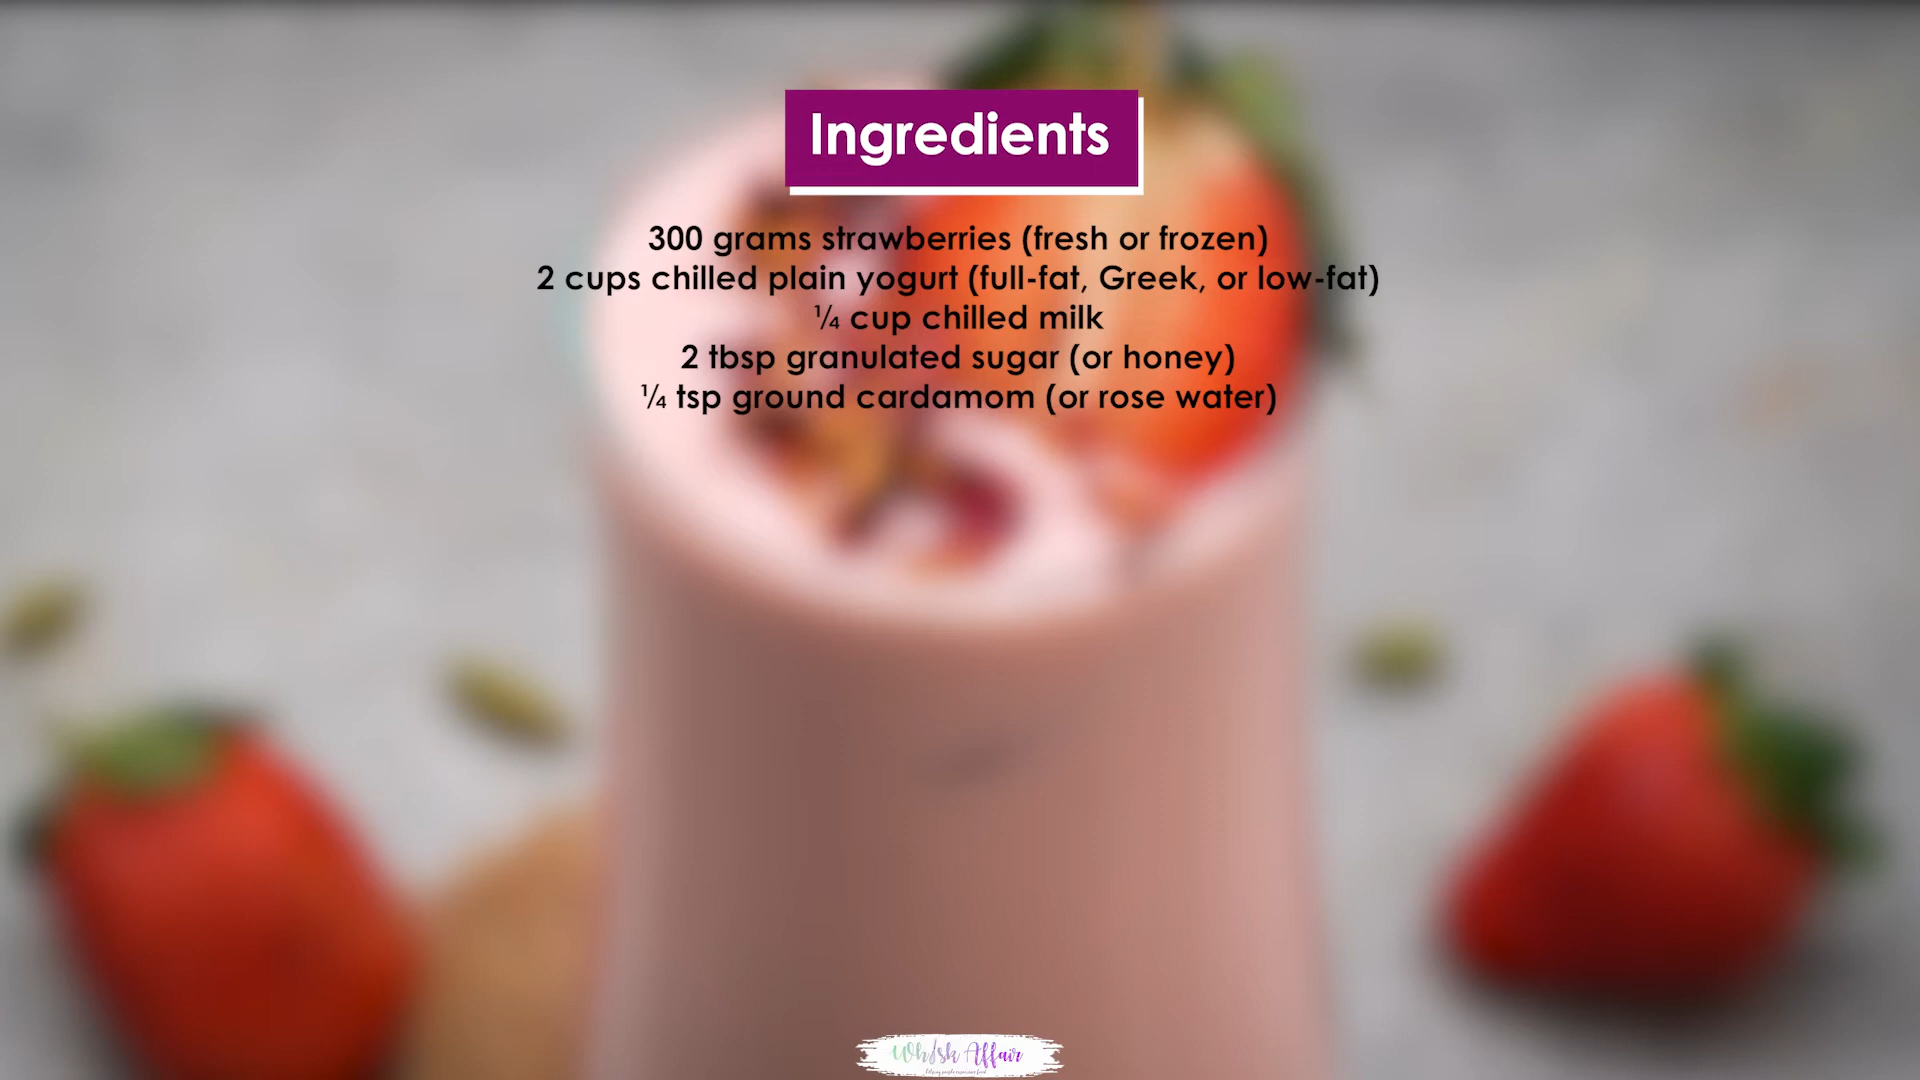 Ingredients
300 grams strawberries (fresh or frozen)
2 cups chilled plain yogurt (full-fat, Greek, or low-fat)
¼ cup chilled milk
2 tbsp granulated sugar (or honey)
¼ tsp ground cardamom (or rose water)
Whisk Affair